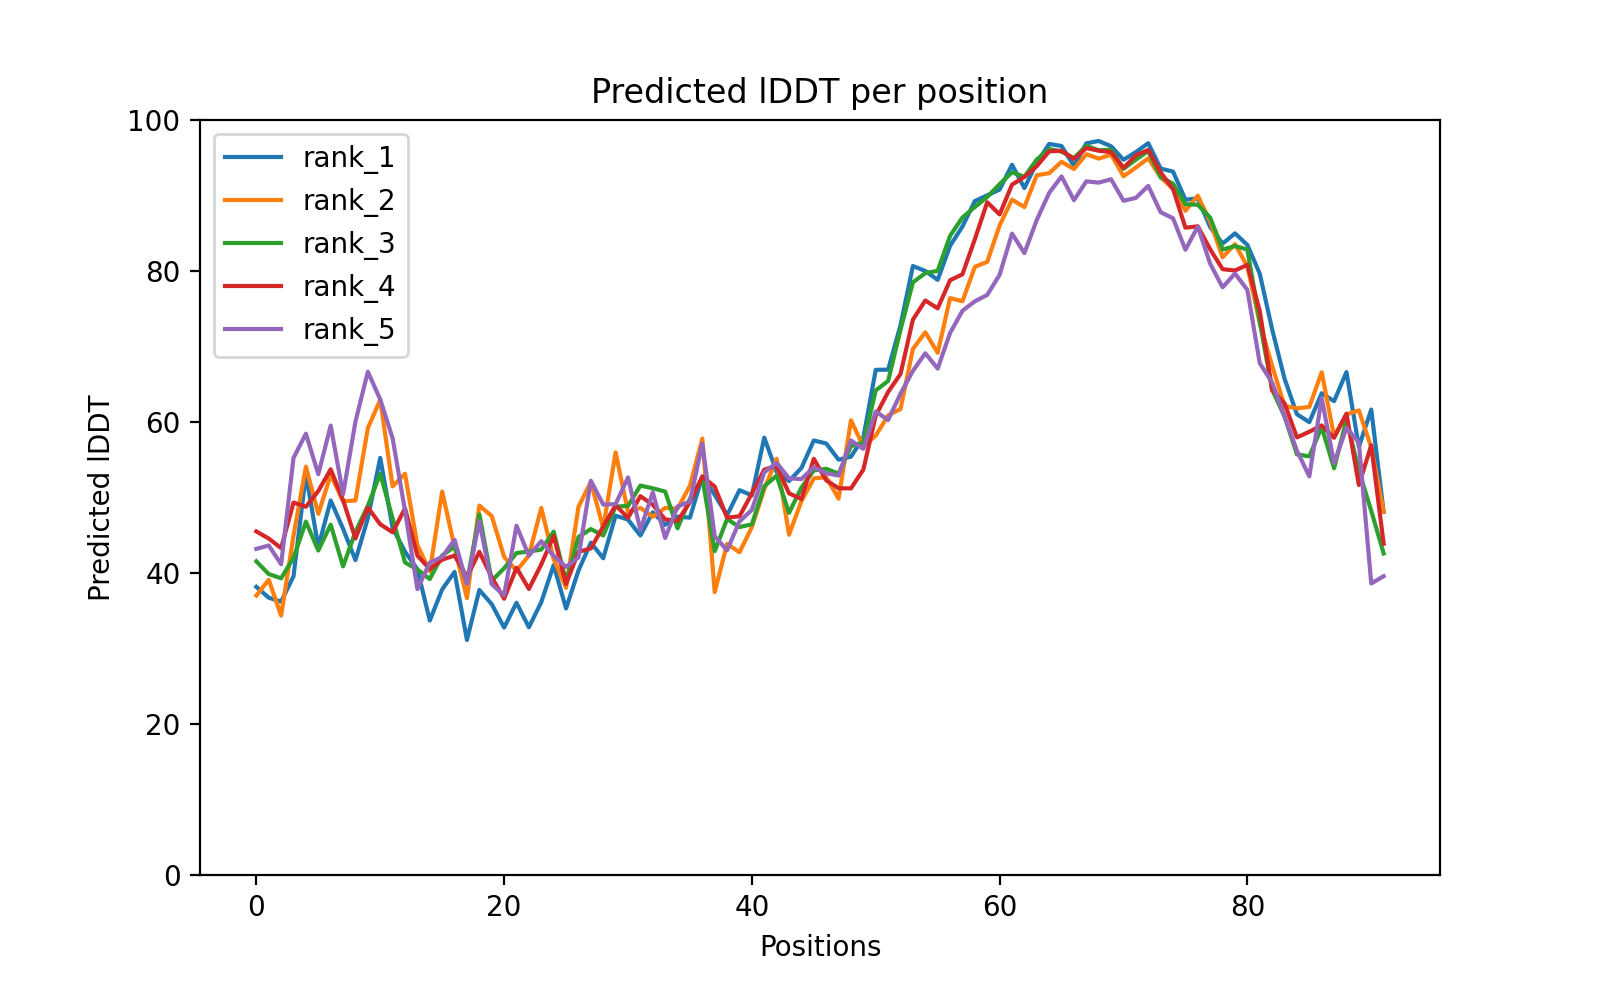 Predicted lDDT per position
100
80
60
40
20
0
Predicted lDDT
rank_1
rank_2
rank_3
rank_4
rank_5
0 20 40 60 80
Positions